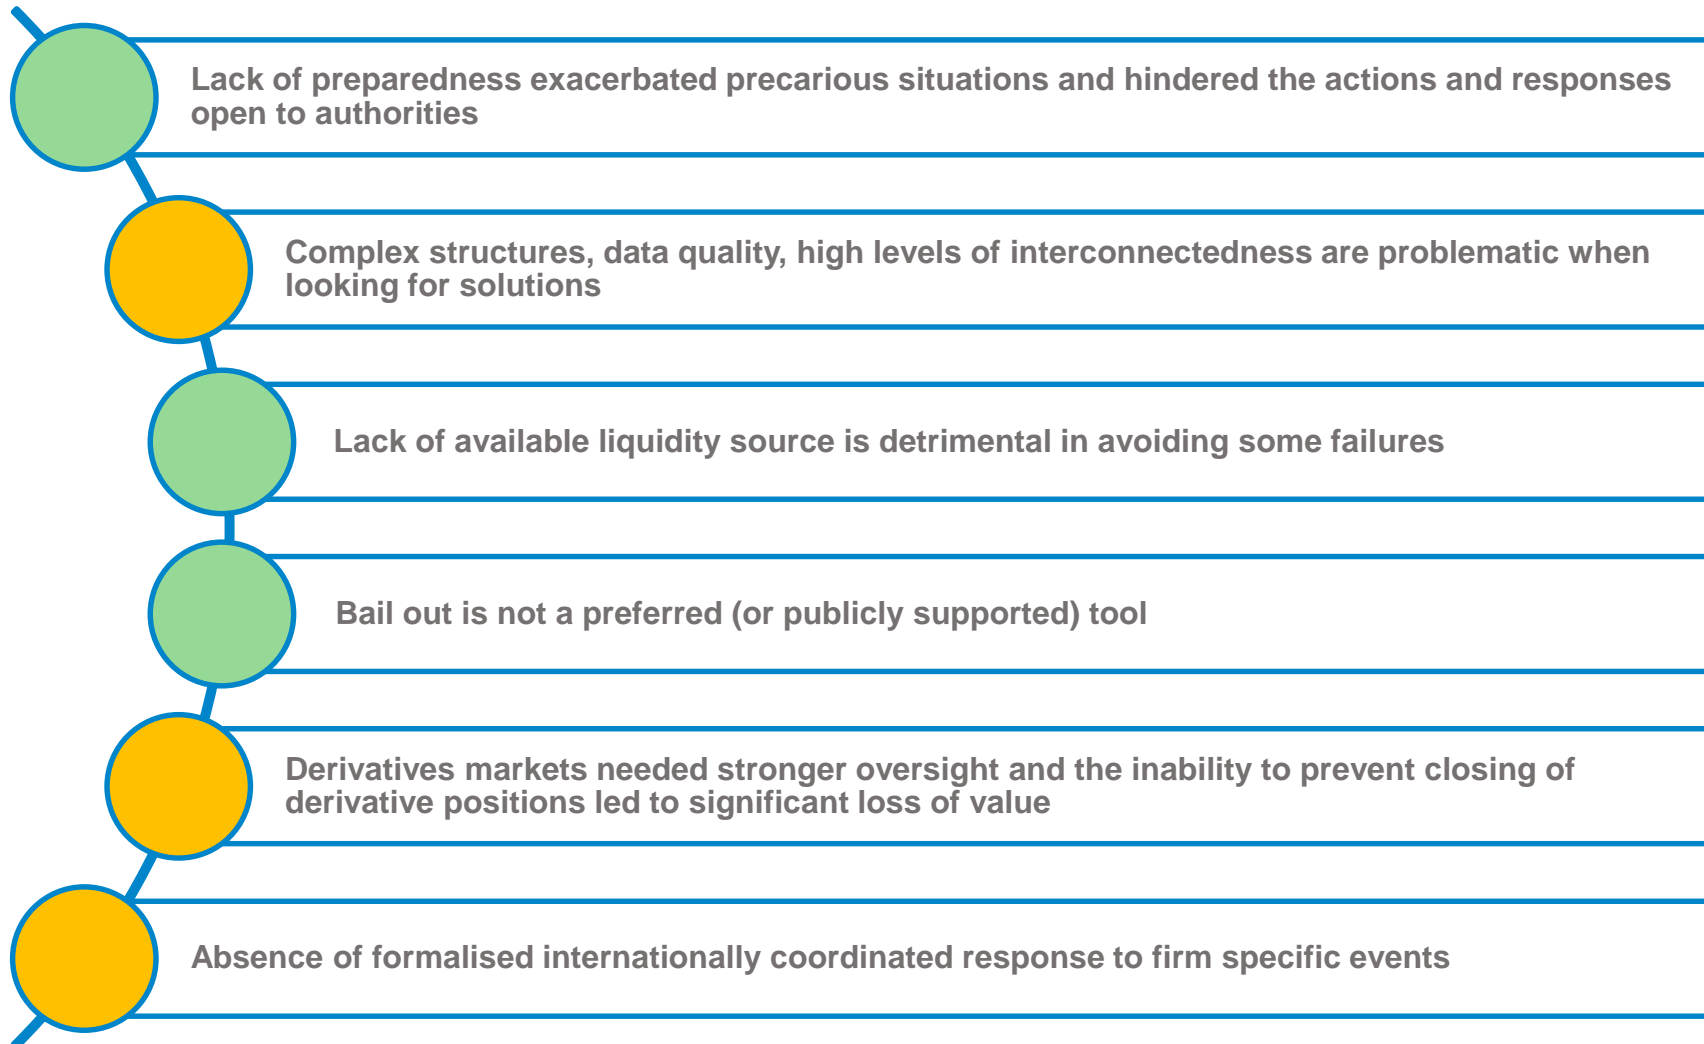 Lack of preparedness exacerbated precarious situations and hindered the actions and responses
open to authorities
Complex structures, data quality, high levels of interconnectedness are problematic when
looking for solutions
Lack of available liquidity source is detrimental in avoiding some failures
Bail out is not a preferred (or publicly supported) tool
Derivatives markets needed stronger oversight and the inability to prevent closing of
derivative positions led to significant loss of value
Absence of formalised internationally coordinated response to firm specific events